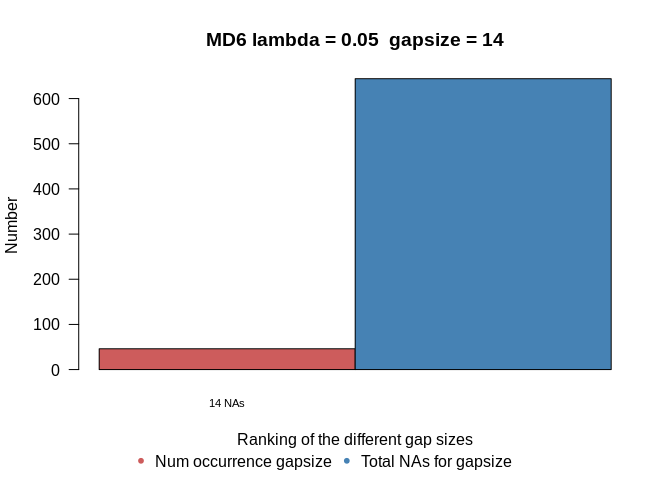 MD6 lambda = 0.05  gapsize = 14
Number
600
500
400
300
200
100
0
14 NAs
Ranking of the different gap sizes
Num occurrence gapsize
Total NAs for gapsize